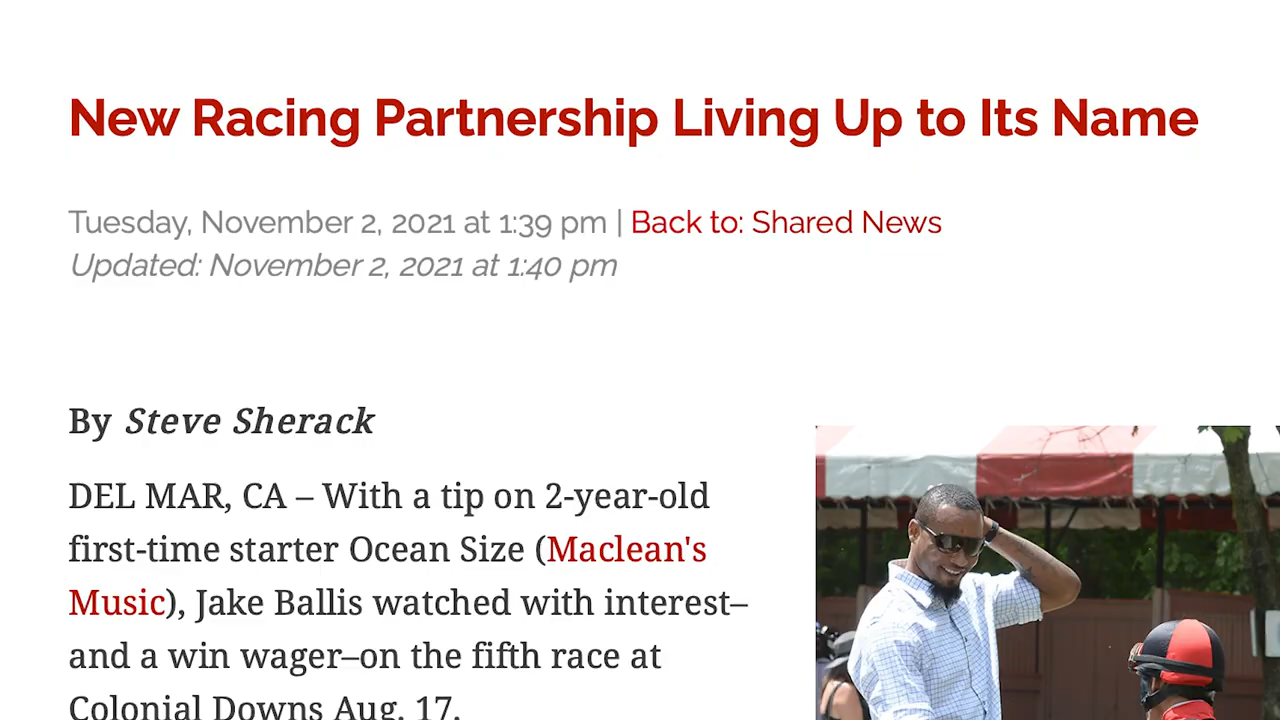 New Racing Partnership Living Up to Its Name
Tuesday, November 2, 2021 at 1:39 pm | Back to: Shared News
Updated: November 2, 2021 at 1:40 pm
By Steve Sherack
DEL MAR, CA – With a tip on 2-year-old
first-time starter Ocean Size (Maclean's
Music), Jake Ballis watched with interest–
and a win wager–on the fifth race at
Colonial Downs Aug. 17.